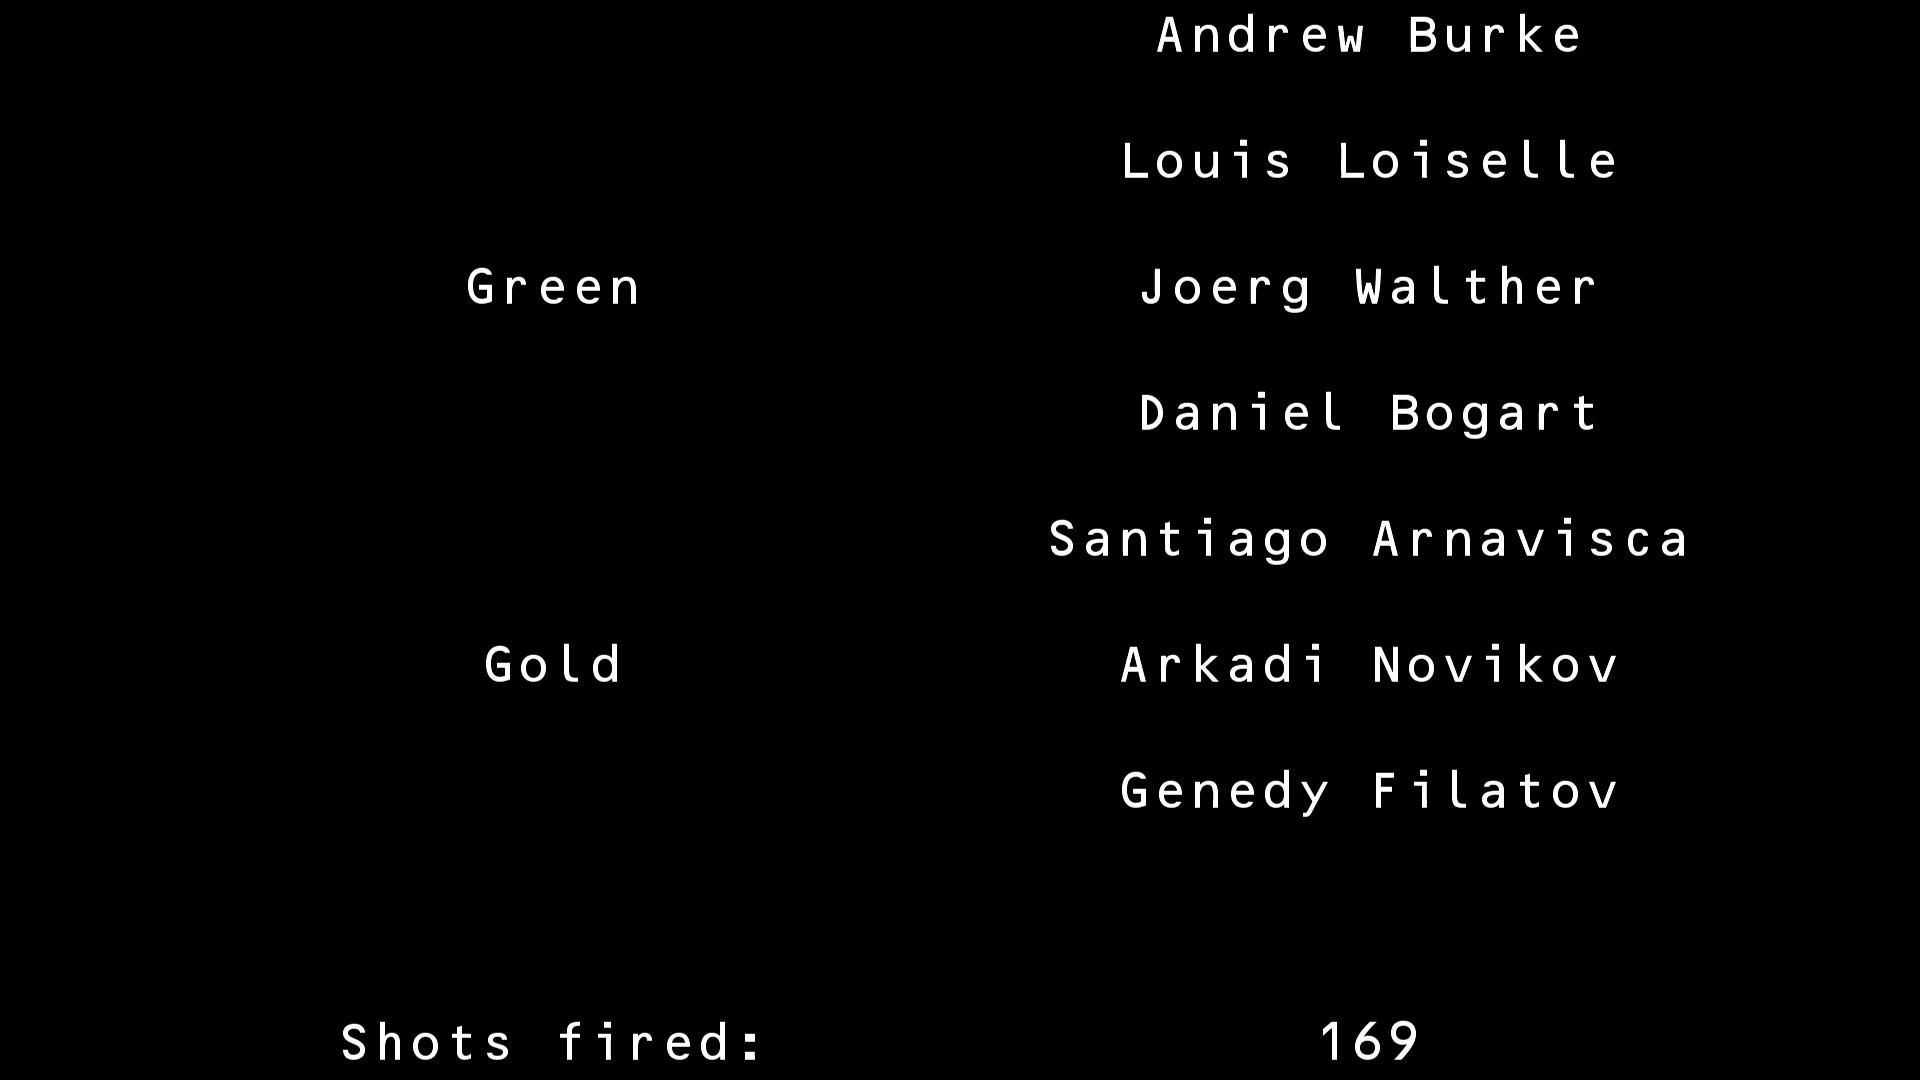 Andrew Burke
Louis Loiselle
Green Joerg Walther
Daniel Bogart
Santiago Arnavisca
Gold Arkadi Novikov
Genedy Filatov
Shots fired: 169